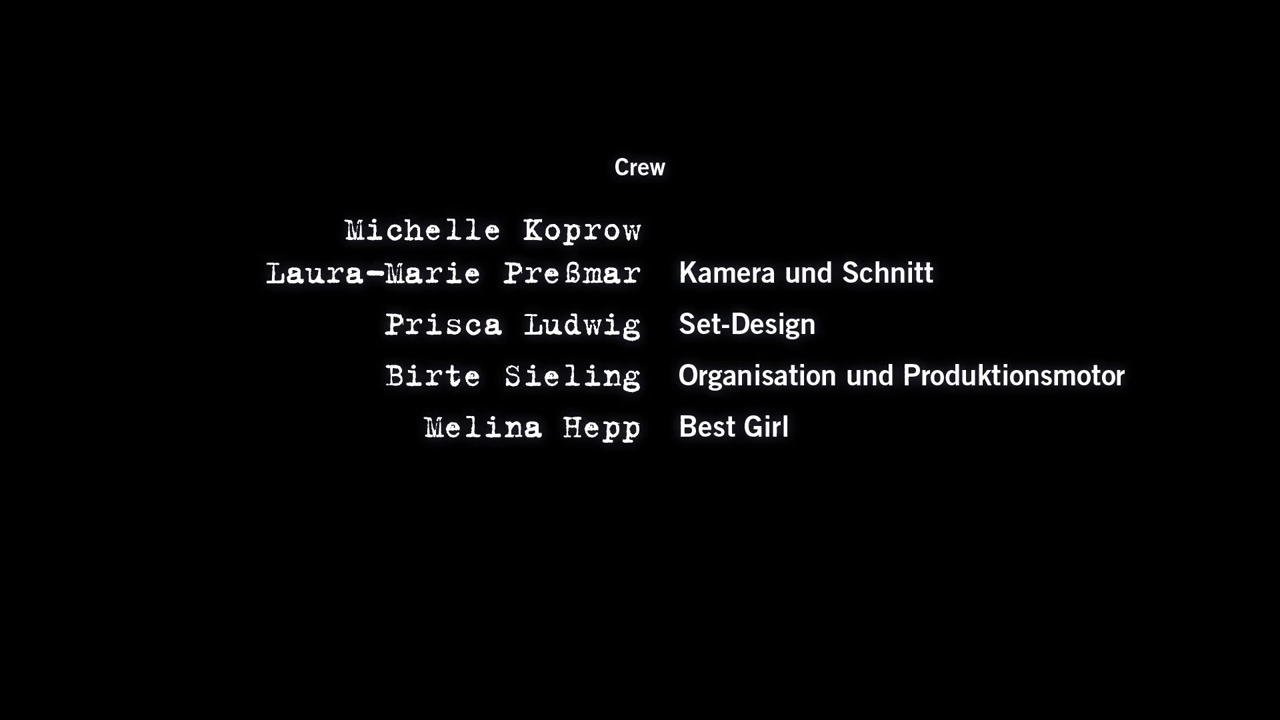 Crew
Michelle Koprow
Laura-Marie Preßmar Kamera und Schnitt
Prisca Ludwig Set-Design
Birte Sieling Organisation und Produktionsmotor
Melina Hepp Best Girl